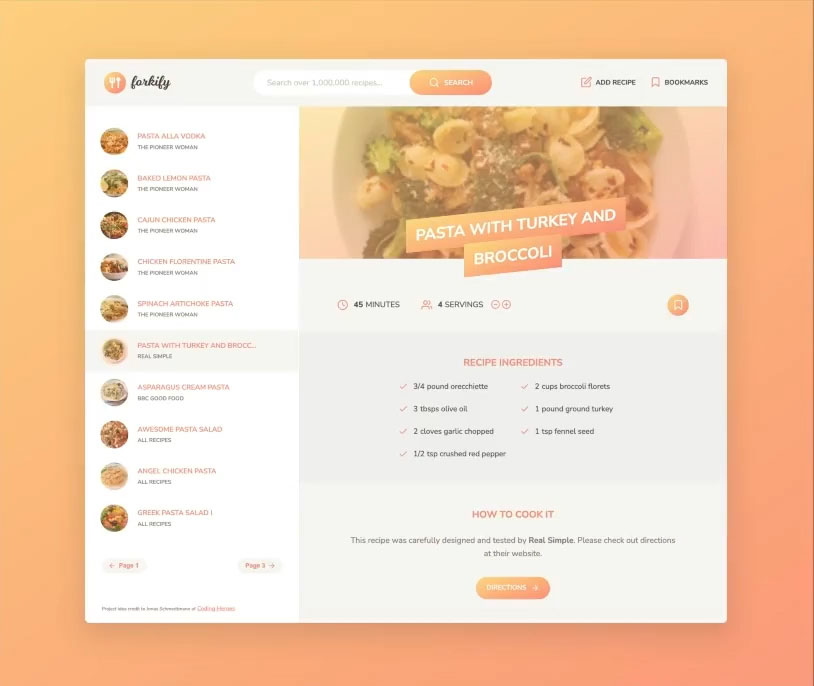 forkify
Search over 1,000,000 recipes...
SEARCH
ADD RECIPE
BOOKMARKS
PASTA ALLA VODKA
THE PIONEER WOMAN
BAKED LEMON PASTA
THE PIONEER WOMAN
CAJUN CHICKEN PASTA
THE PIONEER WOMAN
CHICKEN FLORENTINE PASTA
THE PIONEER WOMAN
SPINACH ARTICHOKE PASTA
THE PIONEER WOMAN
PASTA WITH TURKEY AND BROCC...
REAL SIMPLE
ASPARAGUS CREAM PASTA
BBC GOOD FOOD
AWESOME PASTA SALAD
ALL RECIPES
ANGEL CHICKEN PASTA
ALL RECIPES
GREEK PASTA SALAD I
ALL RECIPES
← Page 1
Page 3 →
Project idea credit to Jonas Schmedtmann at Coding Heroes
PASTA WITH TURKEY AND
BROCCOLI
45 MINUTES
4 SERVINGS
RECIPE INGREDIENTS
3/4 pound orecchiette
2 cups broccoli florets
3 tbsps olive oil
1 pound ground turkey
2 cloves garlic chopped
1 tsp fennel seed
1/2 tsp crushed red pepper
HOW TO COOK IT
This recipe was carefully designed and tested by Real Simple. Please check out directions
at their website.
DIRECTIONS